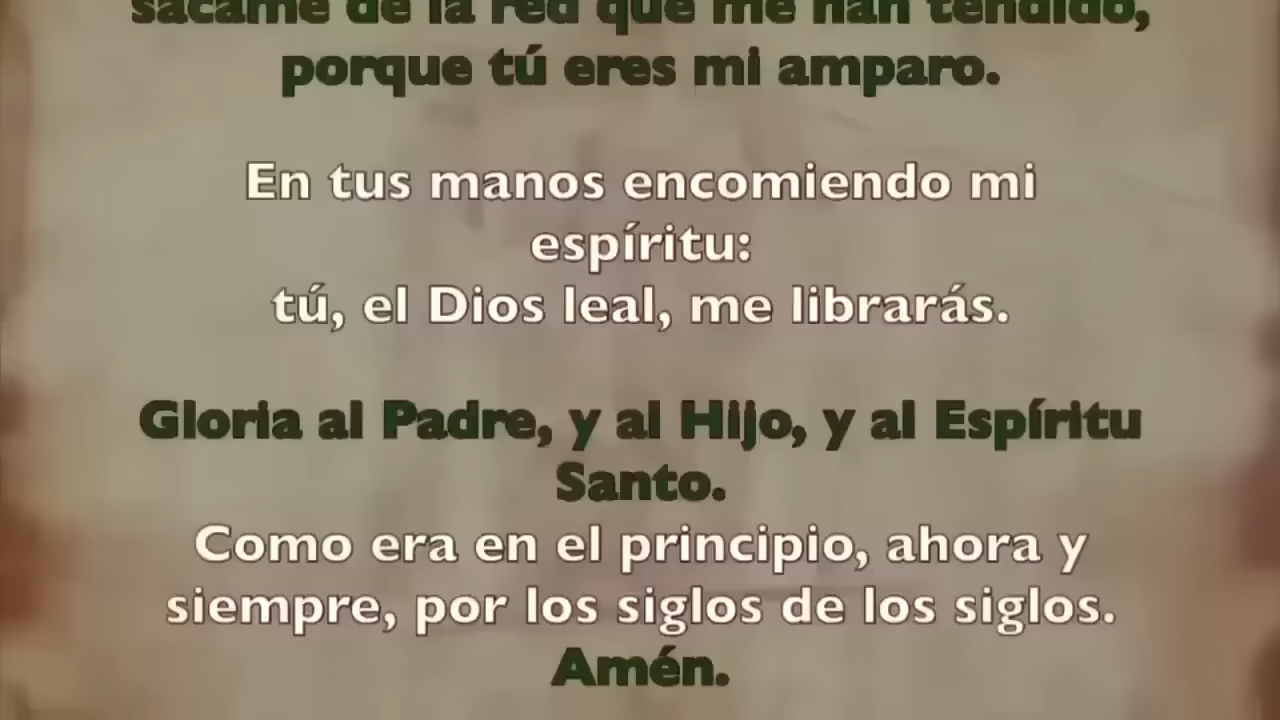 sácame de la red que me han tendido,
porque tú eres mi amparo.
En tus manos encomiendo mi
espíritu:
tú, el Dios leal, me librarás.
Gloria al Padre, y al Hijo, y al Espíritu
Santo.
Como era en el principio, ahora y
siempre, por los siglos de los siglos.
Amén.